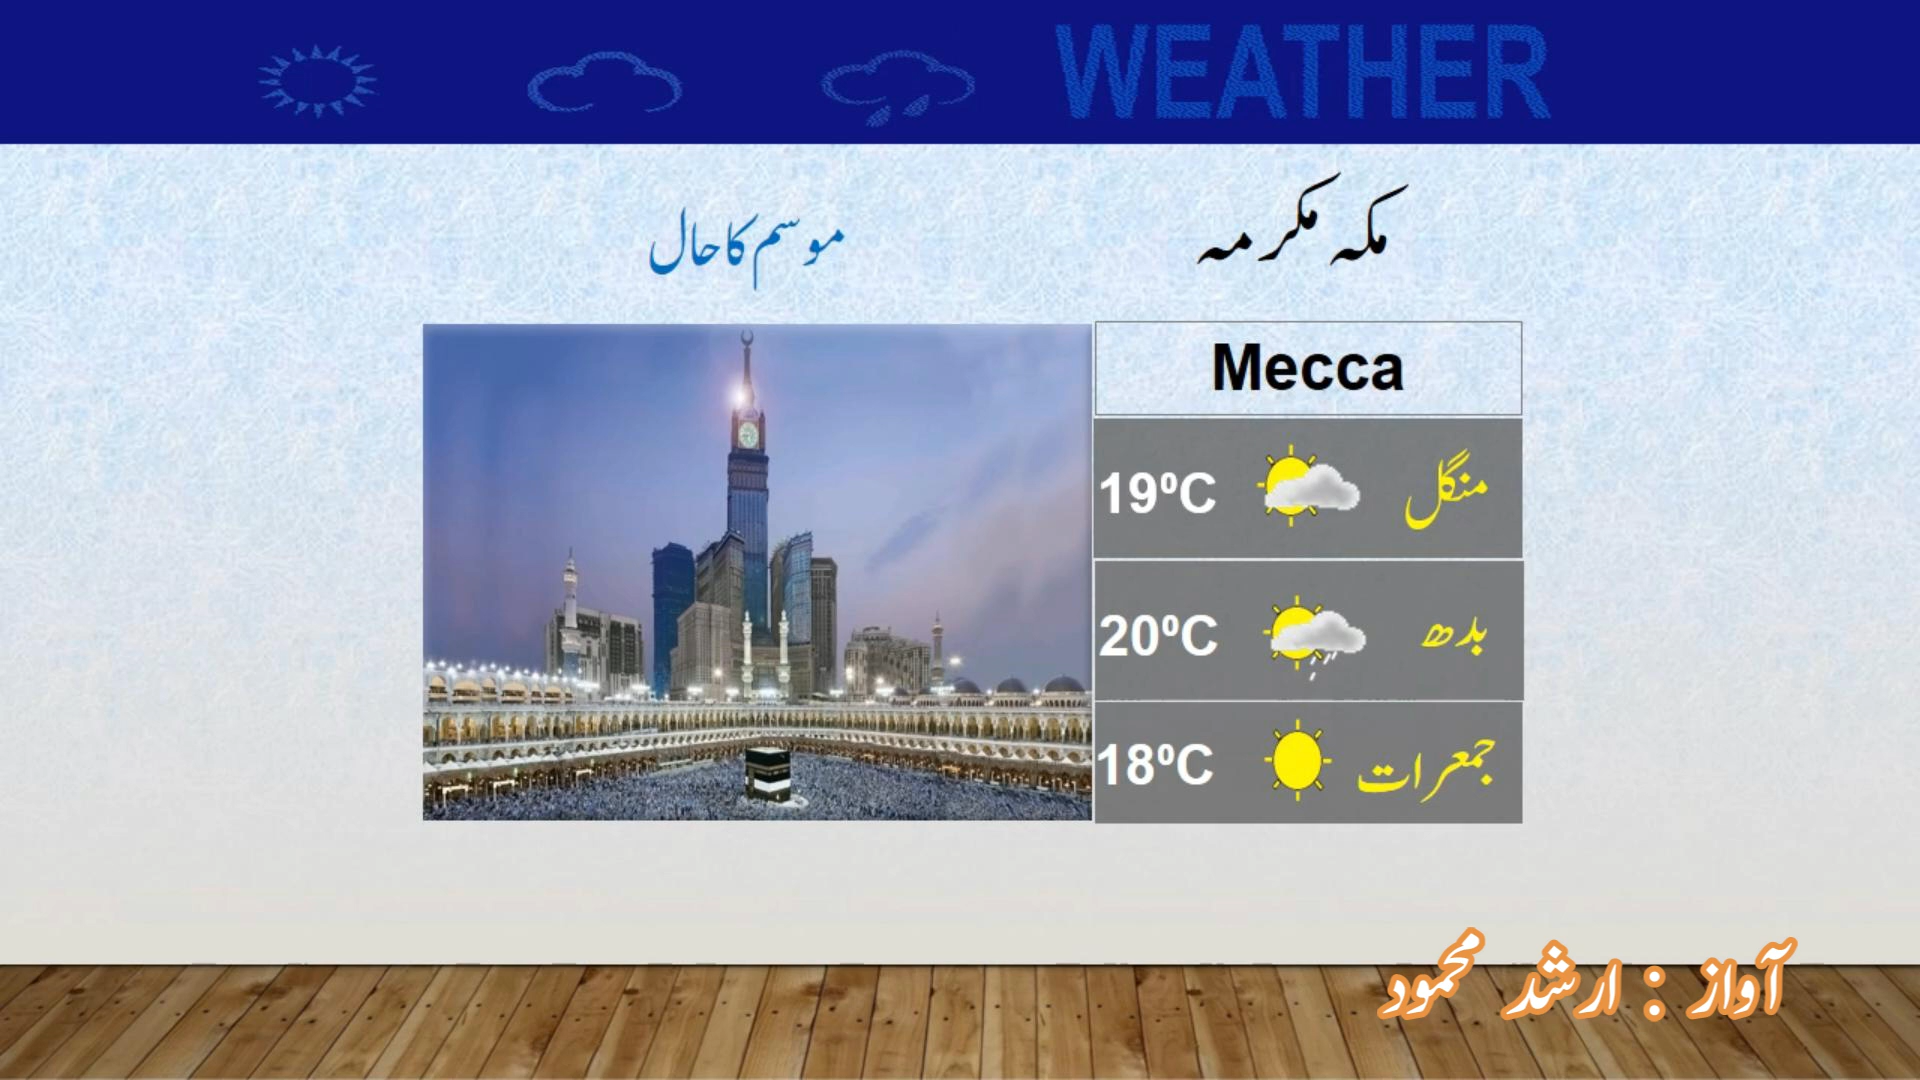 WEATHER
مکہ مکرمہ
موسم کا حال
Mecca
منگل 19ºC
بدھ 20ºC
جمعرات 18ºC
آواز : ارشد محمود